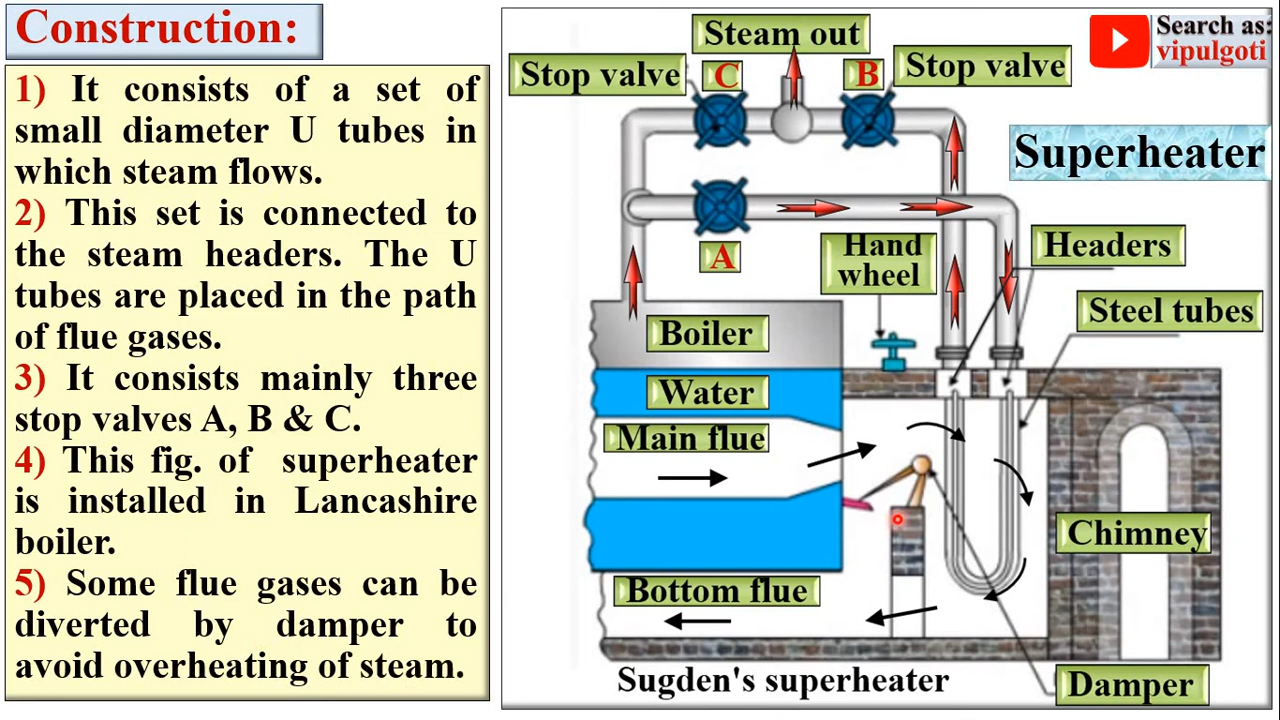 Construction:
1) It consists of a set of
small diameter U tubes in
which steam flows.
2) This set is connected to
the steam headers. The U
tubes are placed in the path
of flue gases.
3) It consists mainly three
stop valves A, B & C.
4) This fig. of superheater
is installed in Lancashire
boiler.
5) Some flue gases can be
diverted by damper to
avoid overheating of steam.
Steam out
Stop valve
C
B
Stop valve
Search as:
vipulgoti
Superheater
A
Hand
wheel
Headers
Steel tubes
Boiler
Water
Main flue
Chimney
Bottom flue
Sugden's superheater
Damper